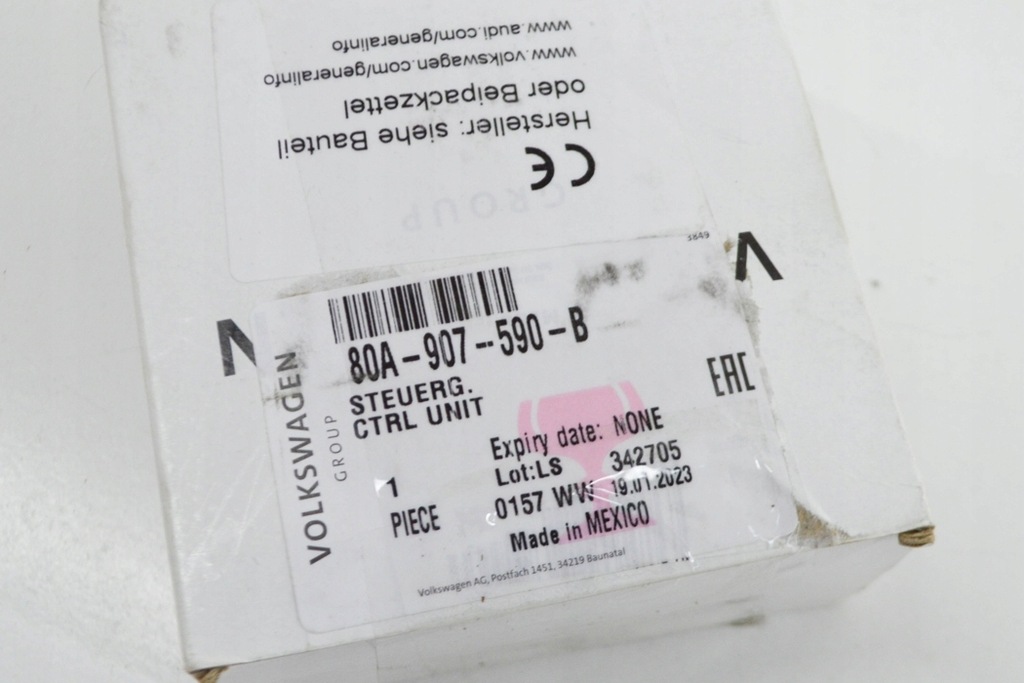 www.audi.com/generalinfo
www.volkswagen.com/generalinfo
oder Beipackzettel
Hersteller: siehe Bauteil
CE
GROUP
3849
V
80A-907--590-B
STEUERG.
CTRL UNIT
VOLKSWAGEN
GROUP
EAC
Expiry date: NONE
Lot:LS 342705
1
PIECE
0157 WW 19.01.2023
Made in MEXICO
Volkswagen AG, Postfach 1451, 34219 Baunatal